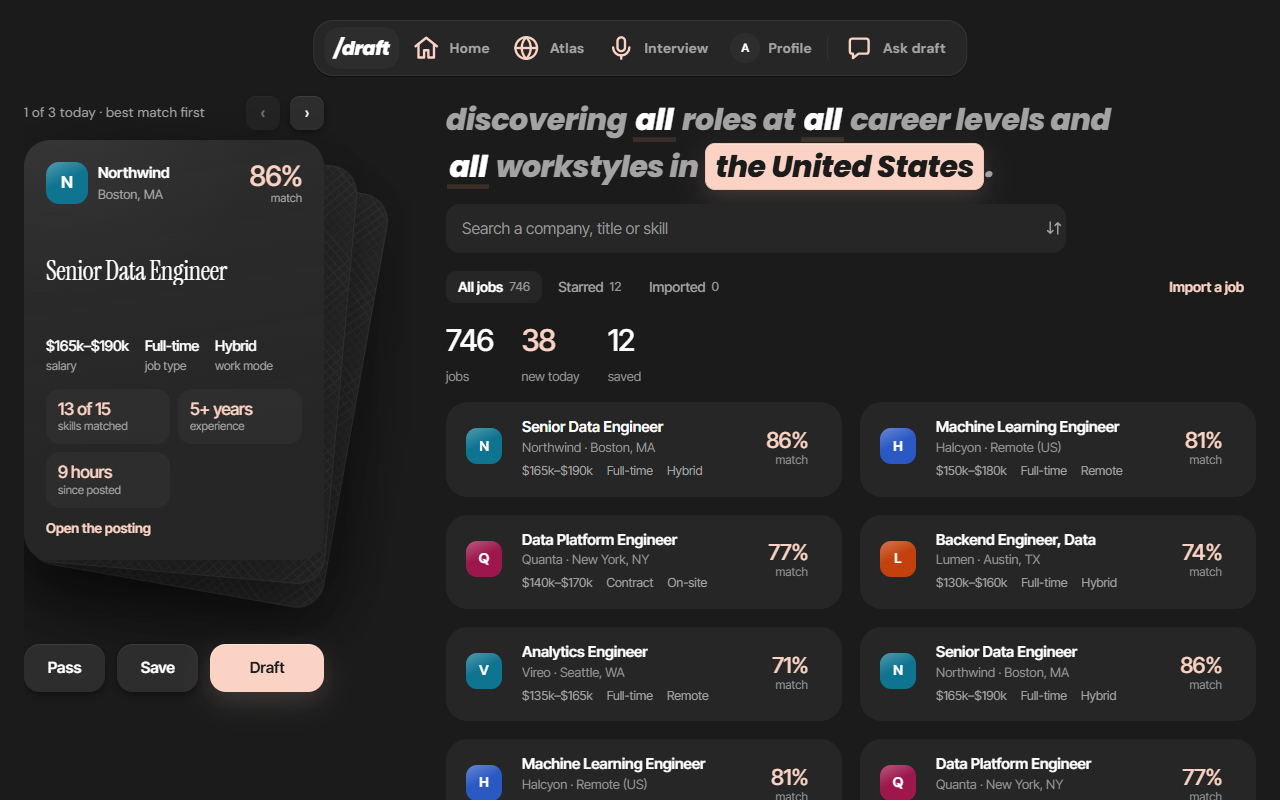 /draft Home Atlas Interview A Profile Ask draft
1 of 3 today · best match first ‹ ›
N Northwind
Boston, MA
86%
match
Senior Data Engineer
$165k–$190k Full-time Hybrid
salary job type work mode
13 of 15
skills matched
5+ years
experience
9 hours
since posted
Open the posting
Pass Save Draft
discovering all roles at all career levels and
all workstyles in the United States.
Search a company, title or skill
All jobs 746 Starred 12 Imported 0 Import a job
746 38 12
jobs new today saved
N
Senior Data Engineer
Northwind · Boston, MA
$165k–$190k Full-time Hybrid
86%
match
H
Machine Learning Engineer
Halcyon · Remote (US)
$150k–$180k Full-time Remote
81%
match
Q
Data Platform Engineer
Quanta · New York, NY
$140k–$170k Contract On-site
77%
match
L
Backend Engineer, Data
Lumen · Austin, TX
$130k–$160k Full-time Hybrid
74%
match
V
Analytics Engineer
Vireo · Seattle, WA
$135k–$165k Full-time Remote
71%
match
N
Senior Data Engineer
Northwind · Boston, MA
$165k–$190k Full-time Hybrid
86%
match
H
Machine Learning Engineer
Halcyon · Remote (US)
81%
match
Q
Data Platform Engineer
Quanta · New York, NY
77%
match